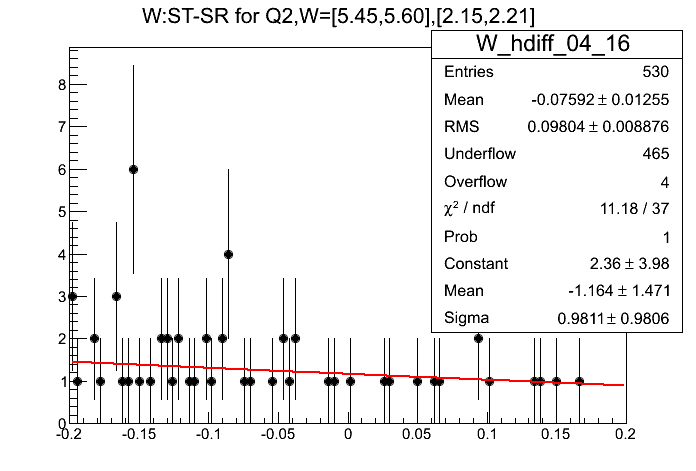 W:ST-SR for Q2,W=[5.45,5.60],[2.15,2.21]
W_hdiff_04_16
Entries 530
Mean -0.07592 ± 0.01255
RMS 0.09804 ± 0.008876
Underflow 465
Overflow 4
χ² / ndf 11.18 / 37
Prob 1
Constant 2.36 ± 3.98
Mean -1.164 ± 1.471
Sigma 0.9811 ± 0.9806
8
7
6
5
4
3
2
1
0
-0.2 -0.15 -0.1 -0.05 0 0.05 0.1 0.15 0.2